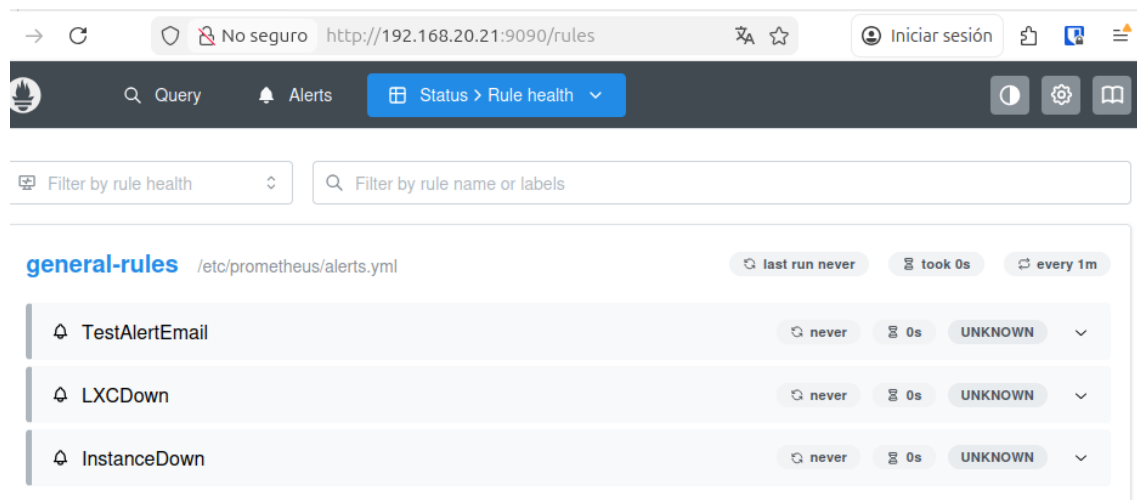 No seguro http://192.168.20.21:9090/rules Iniciar sesión
Query Alerts Status > Rule health
Filter by rule health Filter by rule name or labels
general-rules /etc/prometheus/alerts.yml last run never took 0s every 1m
TestAlertEmail never 0s UNKNOWN
LXCDown never 0s UNKNOWN
InstanceDown never 0s UNKNOWN